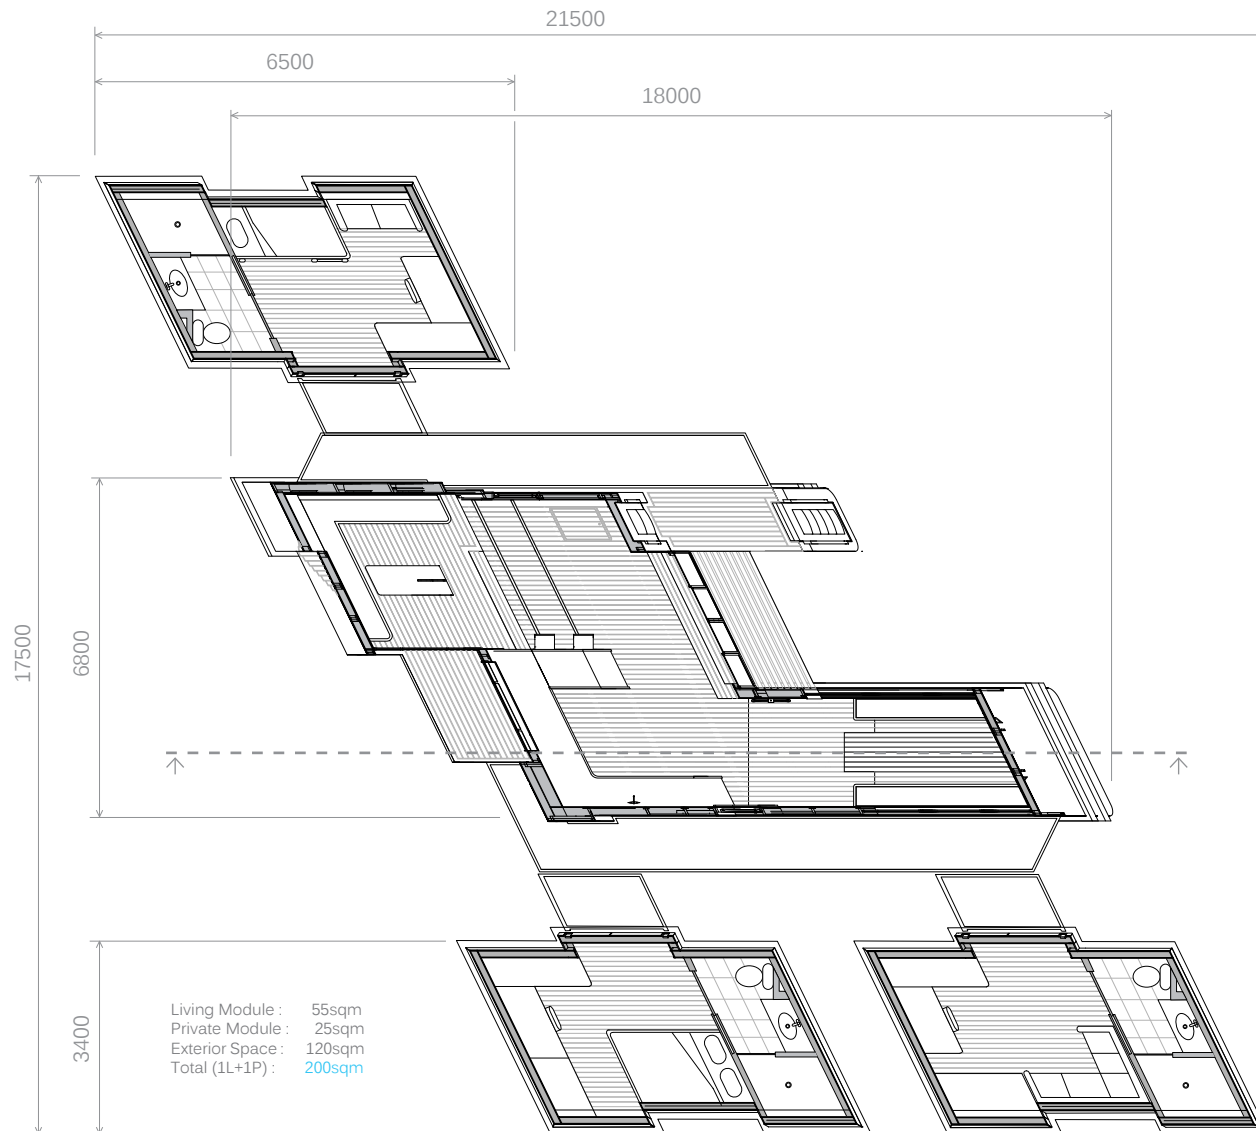 21500
6500
18000
17500
6800
3400
Living Module : 55sqm
Private Module : 25sqm
Exterior Space : 120sqm
Total (1L+1P) : 200sqm